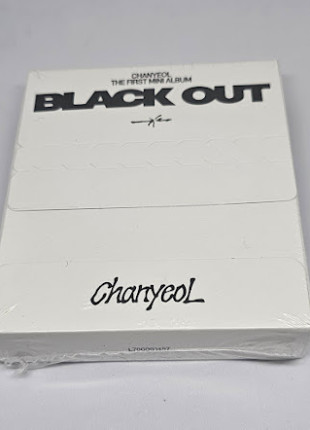 CHANYEOL
THE FIRST MINI ALBUM
BLACK OUT
ChanyeoL